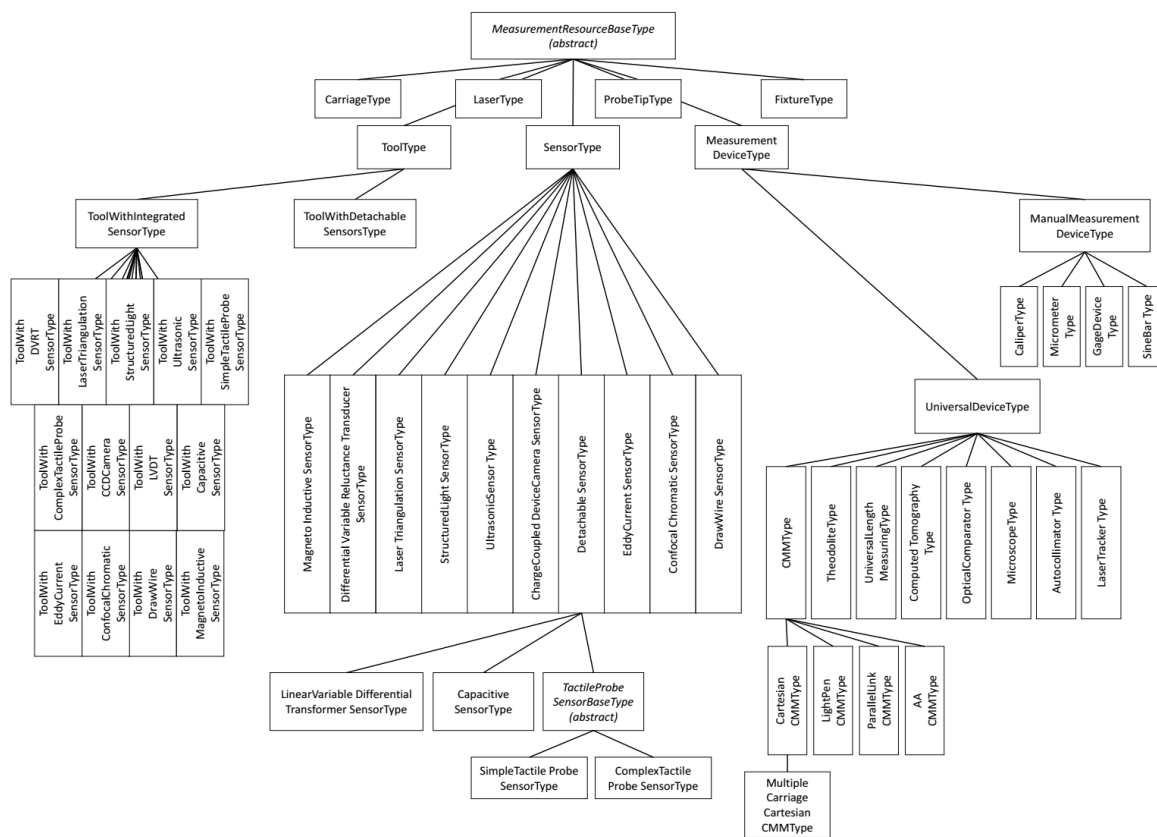 MeasurementResourceBaseType
(abstract)
CarriageType
LaserType
ProbeTipType
FixtureType
ToolType
SensorType
Measurement
DeviceType
ToolWithIntegrated
SensorType
ToolWithDetachable
SensorsType
ManualMeasurement
DeviceType
ToolWith
DVRT
SensorType
ToolWith
LaserTriangulation
SensorType
ToolWith
StructuredLight
SensorType
ToolWith
Ultrasonic
SensorType
ToolWith
SimpleTactileProbe
SensorType
CaliperType
Micrometer
Type
GageDevice
Type
SineBar Type
ToolWith
ComplexTactileProbe
SensorType
ToolWith
CCDCamera
SensorType
ToolWith
LVDT
SensorType
ToolWith
Capacitive
SensorType
ToolWith
EddyCurrent
SensorType
ToolWith
ConfocalChromatic
SensorType
ToolWith
DrawWire
SensorType
ToolWith
MagnetoInductive
SensorType
Magneto Inductive SensorType
Differential Variable Reluctance Transducer
SensorType
Laser Triangulation SensorType
StructuredLight SensorType
UltrasonicSensor Type
ChargeCoupled DeviceCamera SensorType
Detachable SensorType
EddyCurrent SensorType
Confocal Chromatic SensorType
DrawWire SensorType
UniversalDeviceType
CMMType
TheodoliteType
UniversalLength
MeasuringType
Computed Tomography
Type
OpticalComparator Type
MicroscopeType
Autocollimator Type
LaserTracker Type
LinearVariable Differential
Transformer SensorType
Capacitive
SensorType
TactileProbe
SensorBaseType
(abstract)
Cartesian
CMMType
LightPen
CMMType
ParallelLink
CMMType
AA
CMMType
SimpleTactile Probe
SensorType
ComplexTactile
Probe SensorType
Multiple
Carriage
Cartesian
CMMType